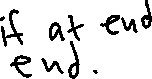 if at end
end.